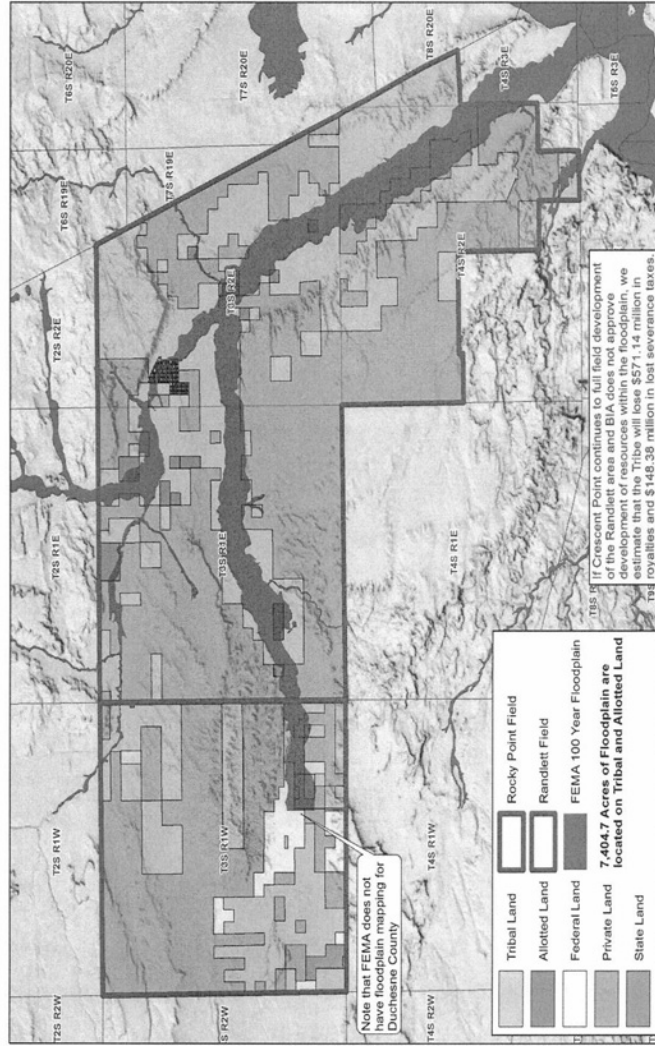 T2S R2W
T2S R1W
T2S R1E
T2S R2E
T6S R19E
T6S R20E
T7S R19E
T7S R20E
S R2W
T3S R1W
T3S R1E
T3S R2E
T8S R20E
T4S R3E
T4S R2W
T4S R1W
T4S R1E
T4S R2E
T5S R3E
T8S R
T9S
Note that FEMA does not
have floodplain mapping for
Duchesne County
Tribal Land
Allotted Land
Federal Land
Private Land
State Land
Rocky Point Field
Randlett Field
FEMA 100 Year Floodplain
7,404.7 Acres of Floodplain are
located on Tribal and Allotted Land
If Crescent Point continues to full field development
of the Randlett area and BIA does not approve
development of resources within the floodplain, we
estimate that the Tribe will lose $571.14 million in
royalties and $148.38 million in lost severance taxes.